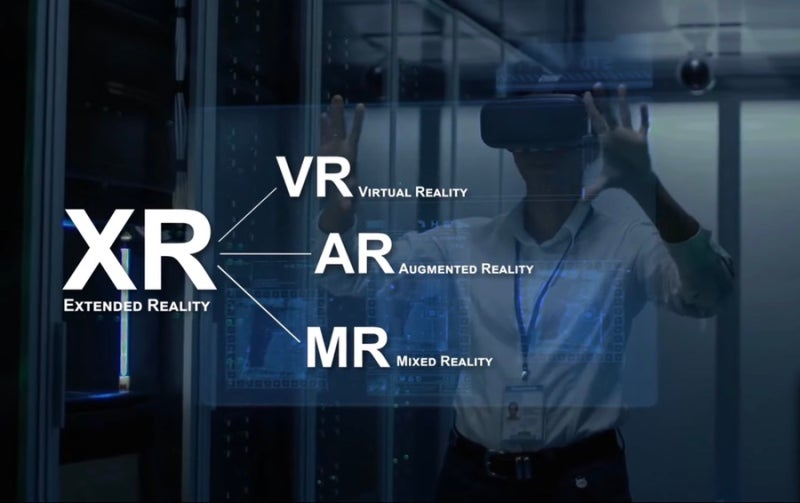 VR VIRTUAL REALITY
XR EXTENDED REALITY
AR AUGMENTED REALITY
MR MIXED REALITY